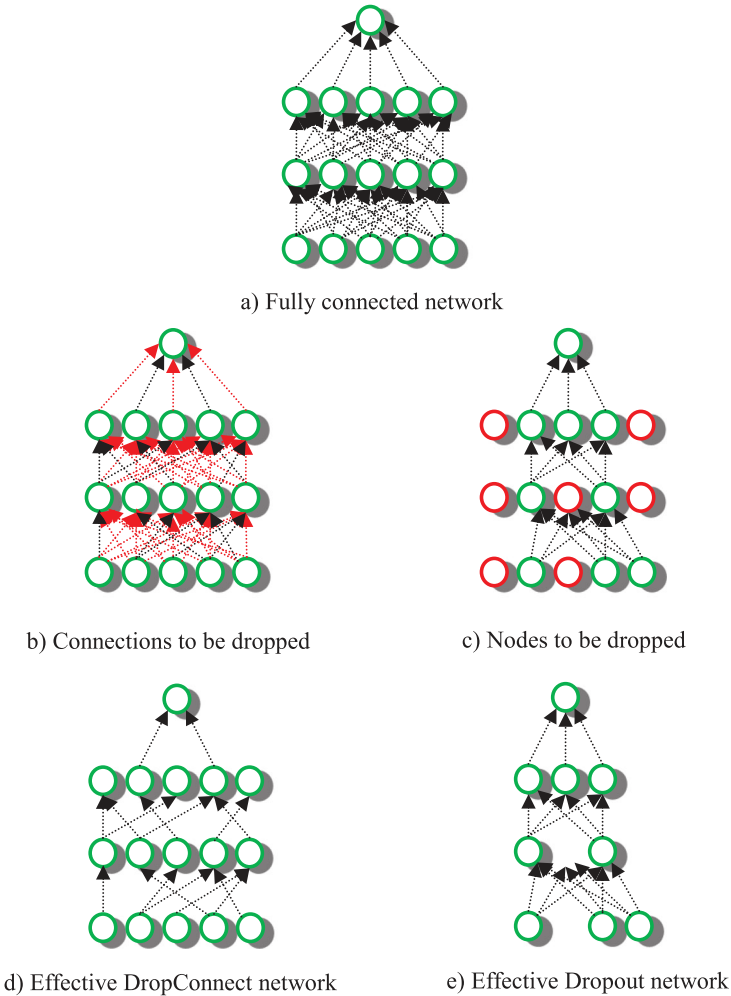 a) Fully connected network
b) Connections to be dropped
c) Nodes to be dropped
d) Effective DropConnect network
e) Effective Dropout network